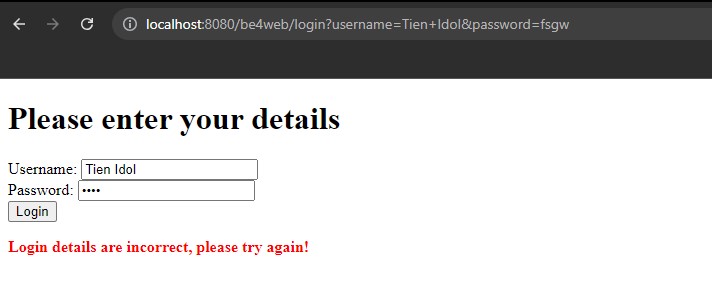 localhost:8080/be4web/login?username=Tien+Idol&password=fsgw
Please enter your details
Username: Tien Idol
Password: ••••
Login
Login details are incorrect, please try again!